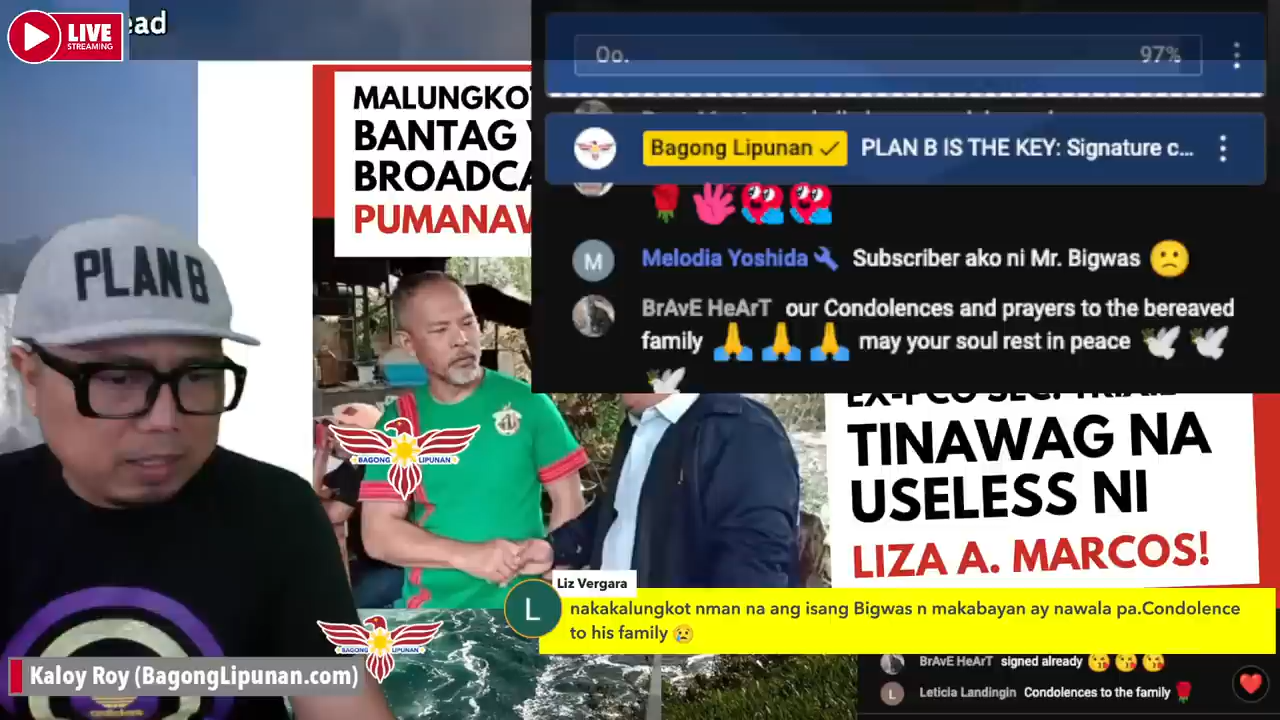 LIVE
STREAMING
MALUNGKOT
BANTAG
BROADCA
PUMANAW
Oo.
97%
Bagong Lipunan ✓ PLAN B IS THE KEY: Signature c...
🌹
M
Melodia Yoshida Subscriber ako ni Mr. Bigwas 🙁
BrAvE HeArT our Condolences and prayers to the bereaved
family 🙏 🙏 🙏 may your soul rest in peace 🕊️ 🕊️
🕊️
PLAN B
BAGONG LIPUNAN
TINAWAG NA
USELESS NI
LIZA A. MARCOS!
Liz Vergara
L
nakakalungkot nman na ang isang Bigwas n makabayan ay nawala pa.Condolence
to his family 😢
BAGONG LIPUNAN
Kaloy Roy (BagongLipunan.com)
BrAvE HeArT signed already 😘 😘 😘
L
Leticia Landingin Condolences to the family 🌹